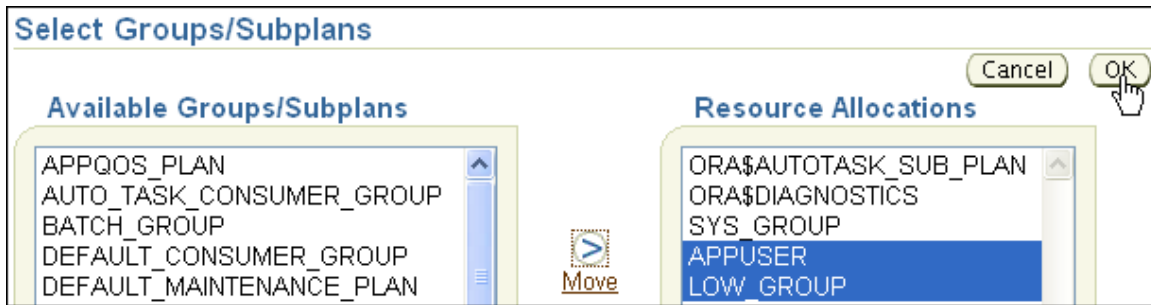 Select Groups/Subplans
Cancel OK
Available Groups/Subplans Resource Allocations
APPQOS_PLAN
AUTO_TASK_CONSUMER_GROUP
BATCH_GROUP
DEFAULT_CONSUMER_GROUP
DEFAULT_MAINTENANCE_PLAN
Move
ORA$AUTOTASK_SUB_PLAN
ORA$DIAGNOSTICS
SYS_GROUP
APPUSER
LOW_GROUP